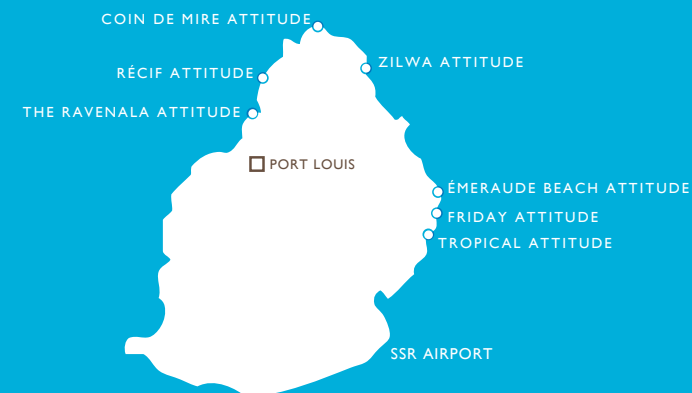 COIN DE MIRE ATTITUDE
ZILWA ATTITUDE
RÉCIF ATTITUDE
THE RAVENALA ATTITUDE
PORT LOUIS
ÉMERAUDE BEACH ATTITUDE
FRIDAY ATTITUDE
TROPICAL ATTITUDE
SSR AIRPORT